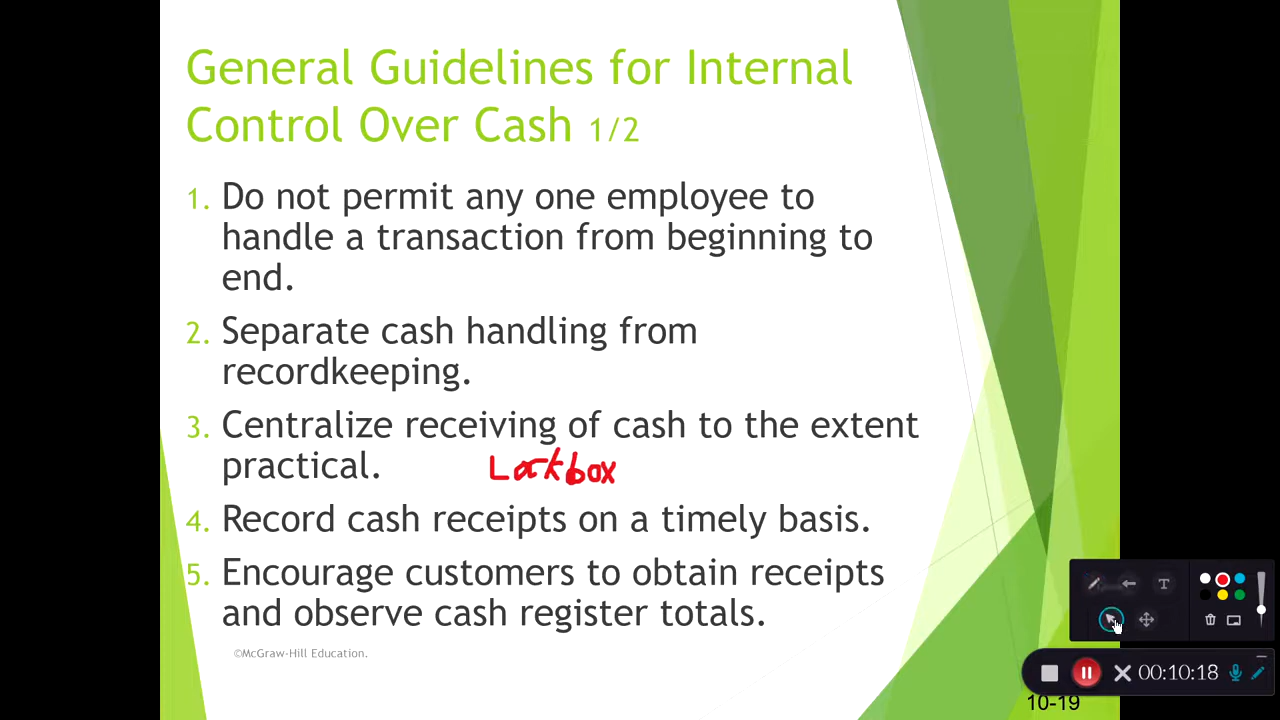 General Guidelines for Internal
Control Over Cash 1/2
1. Do not permit any one employee to
handle a transaction from beginning to
end.
2. Separate cash handling from
recordkeeping.
3. Centralize receiving of cash to the extent
practical. Lockbox
4. Record cash receipts on a timely basis.
5. Encourage customers to obtain receipts
and observe cash register totals.
©McGraw-Hill Education.
T
00:10:18
10-19